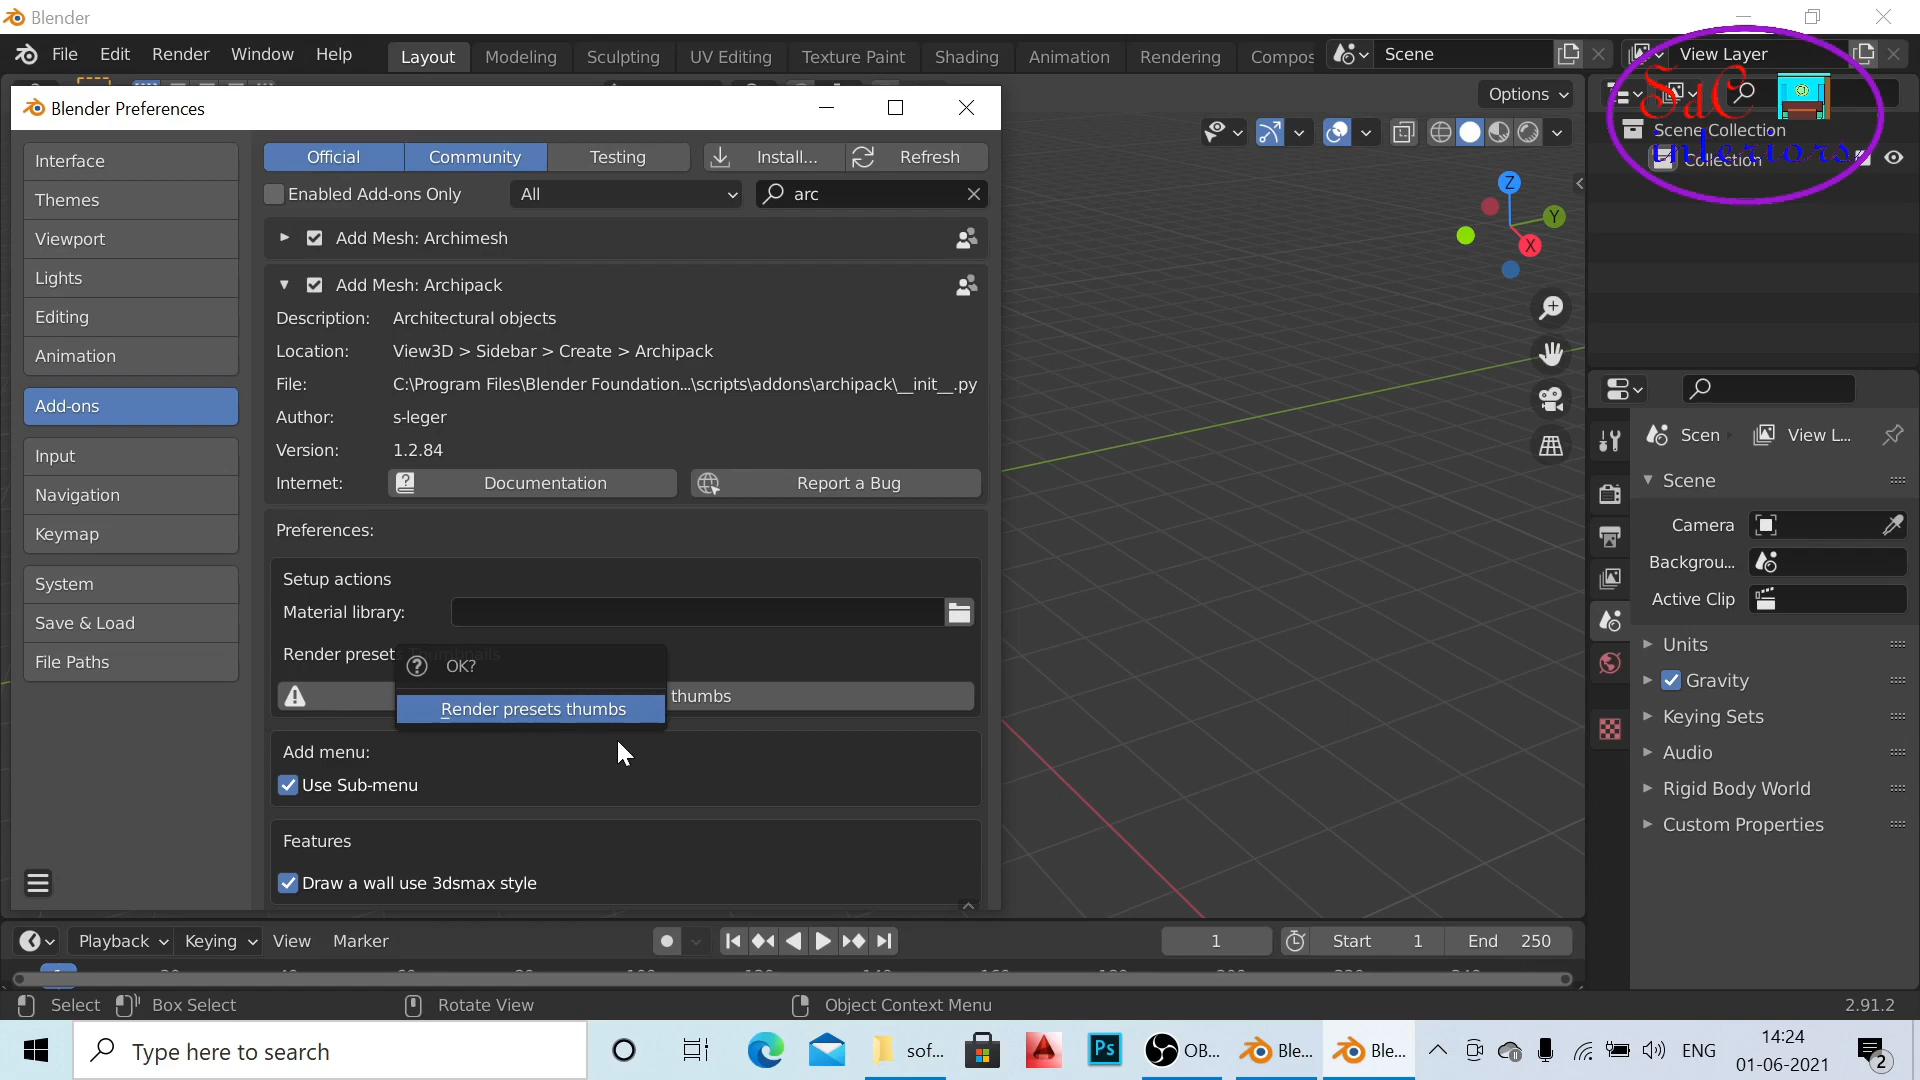 Blender
File Edit Render Window Help Layout Modeling Sculpting UV Editing Texture Paint Shading Animation Rendering Compos Scene View Layer
Blender Preferences
Options
SdC
interiors
Scene Collection
Collection
Interface
Themes
Viewport
Lights
Editing
Animation
Add-ons
Input
Navigation
Keymap
System
Save & Load
File Paths
Official Community Testing Install... Refresh
Enabled Add-ons Only All arc
Add Mesh: Archimesh
Add Mesh: Archipack
Description: Architectural objects
Location: View3D > Sidebar > Create > Archipack
File: C:\Program Files\Blender Foundation...\scripts\addons\archipack\__init__.py
Author: s-leger
Version: 1.2.84
Internet: Documentation Report a Bug
Preferences:
Setup actions
Material library:
Render presets Thumbnails
OK?
thumbs
Render presets thumbs
Add menu:
Use Sub-menu
Features
Draw a wall use 3dsmax style
Z
Y
X
Scen View L...
Scene
Camera
Backgrou...
Active Clip
Units
Gravity
Keying Sets
Audio
Rigid Body World
Custom Properties
Playback Keying View Marker 1 Start 1 End 250
Select Box Select Rotate View Object Context Menu 2.91.2
Type here to search sof... Ps OB... Ble... Ble... ENG
14:24
01-06-2021
2